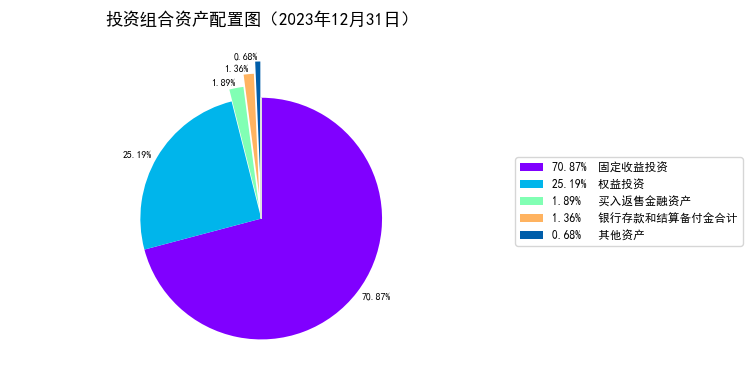 投资组合资产配置图（2023年12月31日）
0.68%
1.36%
1.89%
25.19%
70.87%
70.87% 固定收益投资
25.19% 权益投资
1.89% 买入返售金融资产
1.36% 银行存款和结算备付金合计
0.68% 其他资产